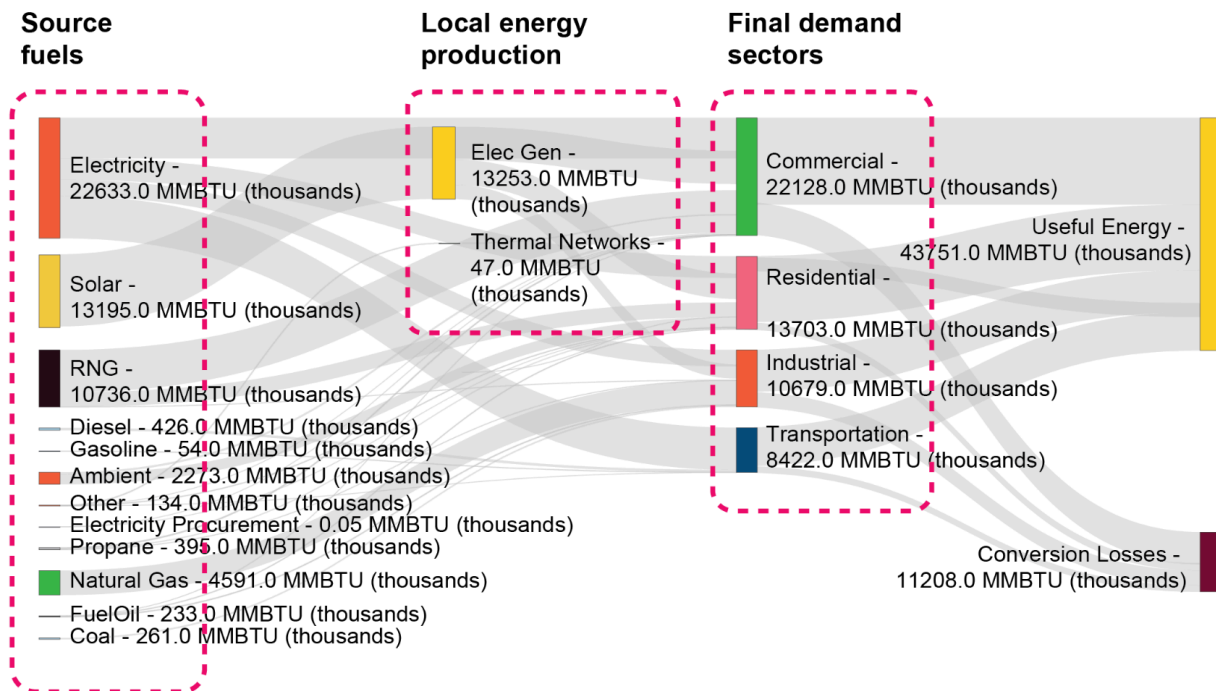 Source
fuels
Local energy
production
Final demand
sectors
Electricity -
22633.0 MMBTU (thousands)
Solar -
13195.0 MMBTU (thousands)
RNG -
10736.0 MMBTU (thousands)
Diesel - 426.0 MMBTU (thousands)
Gasoline - 54.0 MMBTU (thousands)
Ambient - 2273.0 MMBTU (thousands)
Other - 134.0 MMBTU (thousands)
Electricity Procurement - 0.05 MMBTU (thousands)
Propane - 395.0 MMBTU (thousands)
Natural Gas - 4591.0 MMBTU (thousands)
FuelOil - 233.0 MMBTU (thousands)
Coal - 261.0 MMBTU (thousands)
Elec Gen -
13253.0 MMBTU
(thousands)
Thermal Networks -
47.0 MMBTU
(thousands)
Commercial -
22128.0 MMBTU (thousands)
Residential -
13703.0 MMBTU (thousands)
Industrial -
10679.0 MMBTU (thousands)
Transportation -
8422.0 MMBTU (thousands)
Useful Energy -
43751.0 MMBTU (thousands)
Conversion Losses -
11208.0 MMBTU (thousands)